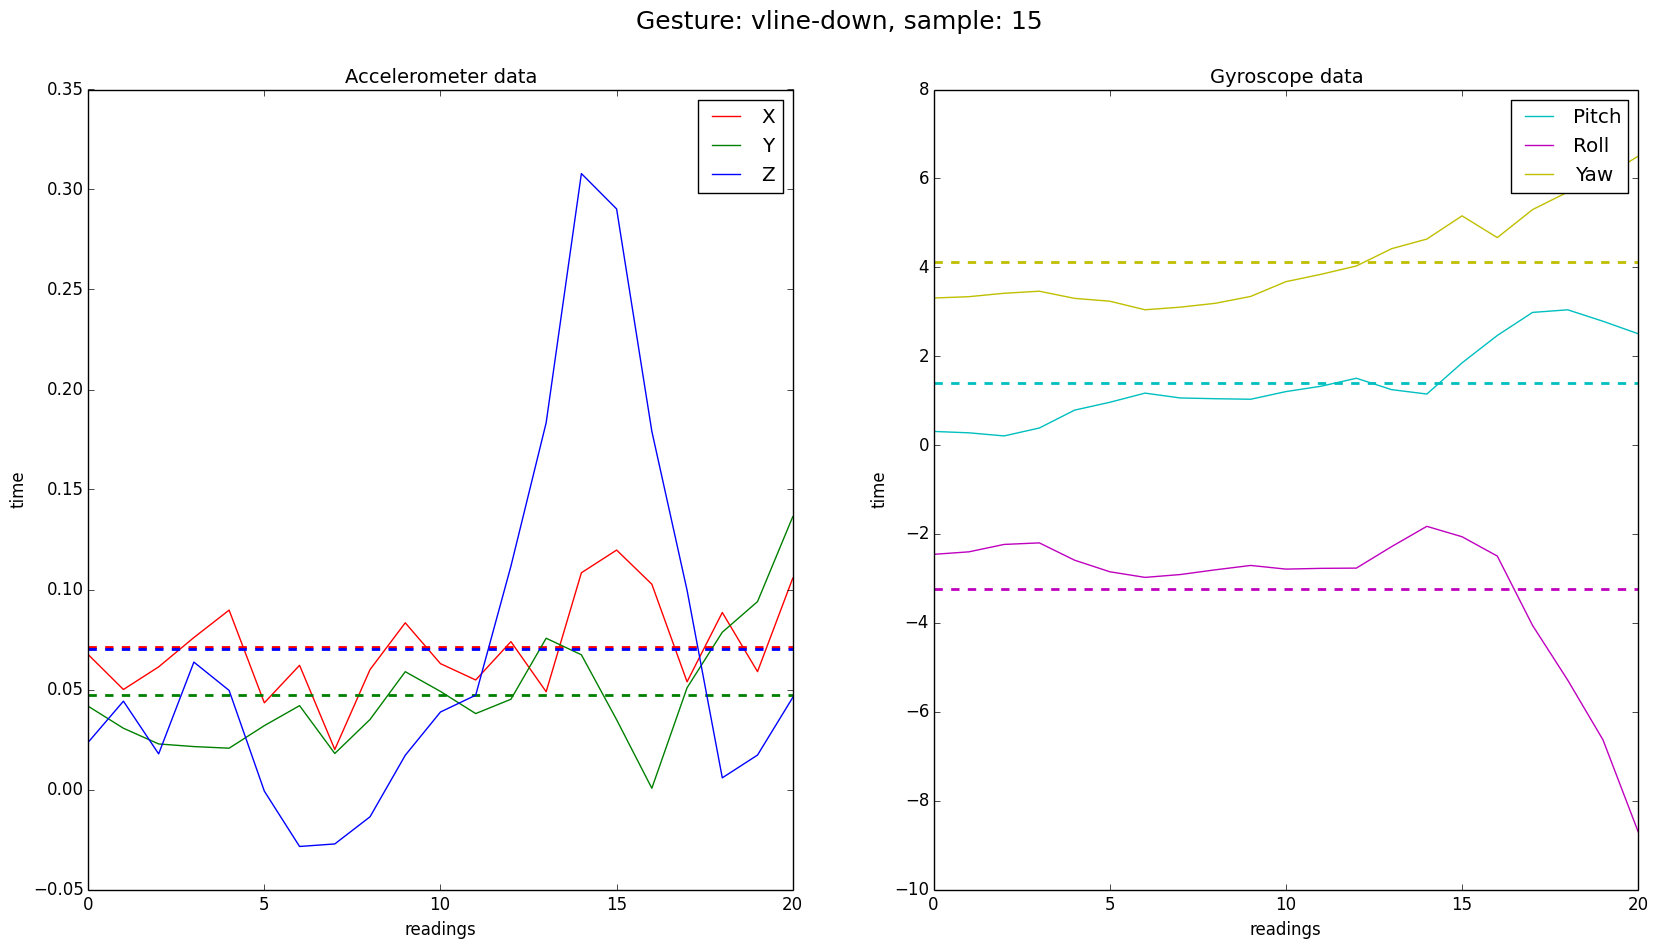 Gesture: vline-down, sample: 15
Accelerometer data
0.35
0.30
0.25
0.20
0.15
0.10
0.05
0.00
−0.05
time
0
5
10
15
20
readings
X
Y
Z
Gyroscope data
8
6
4
2
0
−2
−4
−6
−8
−10
time
0
5
10
15
20
readings
Pitch
Roll
Yaw